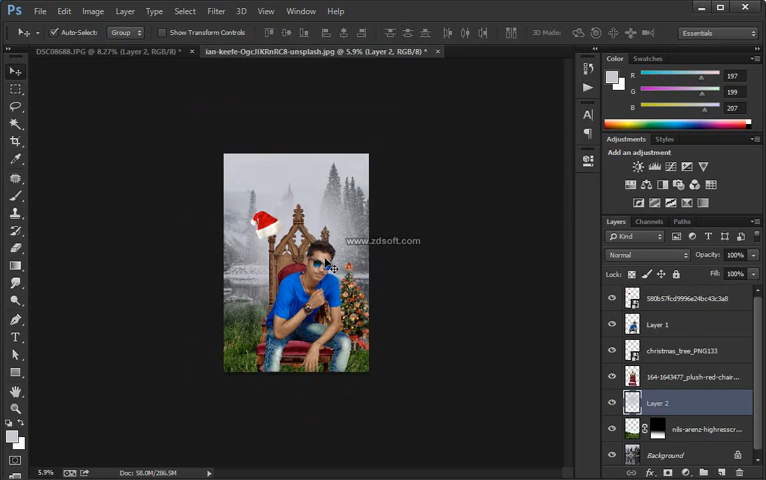 Ps File Edit Image Layer Type Select Filter 3D View Window Help
Auto-Select: Group Show Transform Controls 3D Mode: Essentials
DSC08688.JPG @ 8.27% (Layer 2, RGB/8) * × ian-keefe-OgcJIKRnRC8-unsplash.jpg @ 5.9% (Layer 2, RGB/8) * ×
Color Swatches
R 197
G 199
B 207
Adjustments Styles
Add an adjustment
Layers Channels Paths
Kind
Normal Opacity: 100%
Lock: Fill: 100%
580b57fcd9996e24bc43c3a8
Layer 1
christmas_tree_PNG133
164-1643477_plush-red-chair...
Layer 2
nils-arenz-highresscr...
Background
www.zdsoft.com
5.9% Doc: 58.0M/286.5M
fx